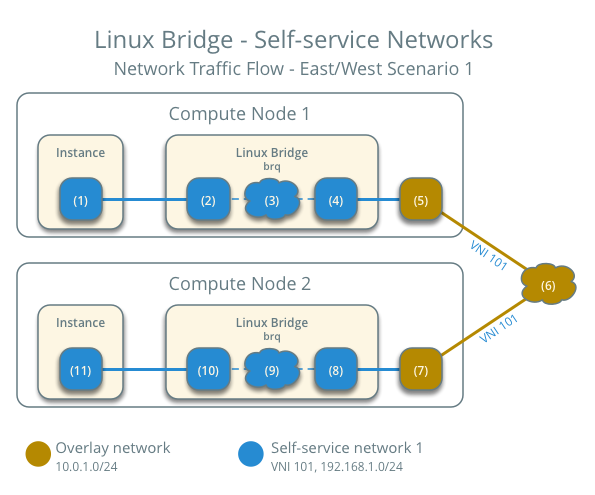 Linux Bridge - Self-service Networks
Network Traffic Flow - East/West Scenario 1
Compute Node 1
Instance
Linux Bridge
brq
(1)
(2)
(3)
(4)
(5)
VNI 101
(6)
Compute Node 2
VNI 101
Instance
Linux Bridge
brq
(11)
(10)
(9)
(8)
(7)
Overlay network
10.0.1.0/24
Self-service network 1
VNI 101, 192.168.1.0/24